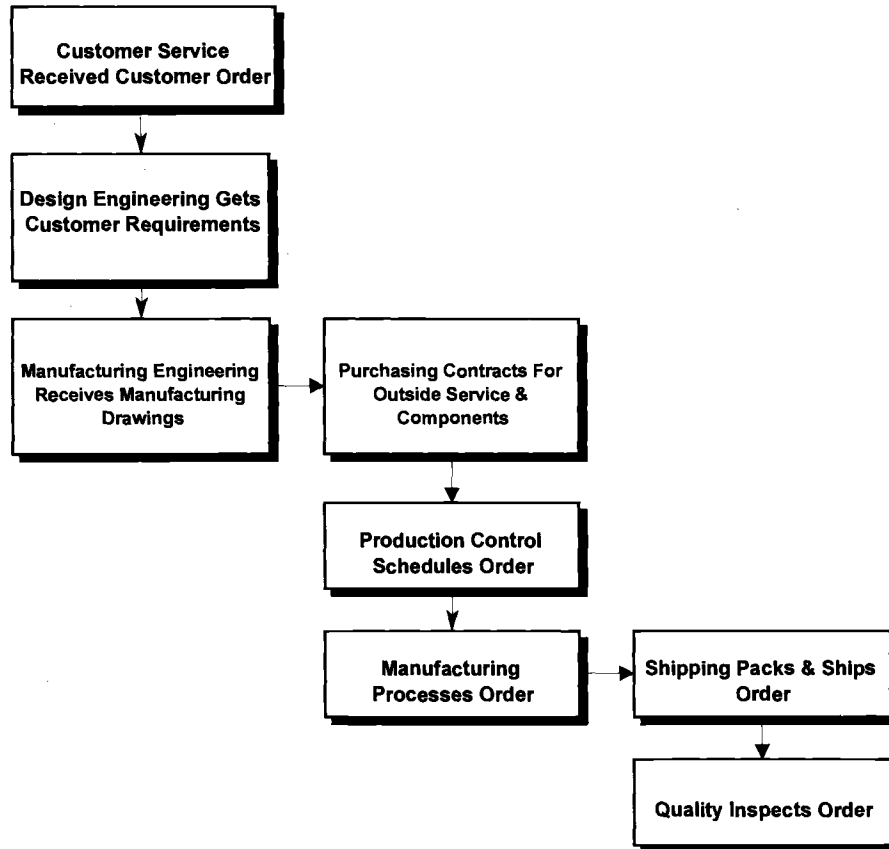 Customer Service
Received Customer Order
Design Engineering Gets
Customer Requirements
Manufacturing Engineering
Receives Manufacturing
Drawings
Purchasing Contracts For
Outside Service &
Components
Production Control
Schedules Order
Manufacturing
Processes Order
Shipping Packs & Ships
Order
Quality Inspects Order